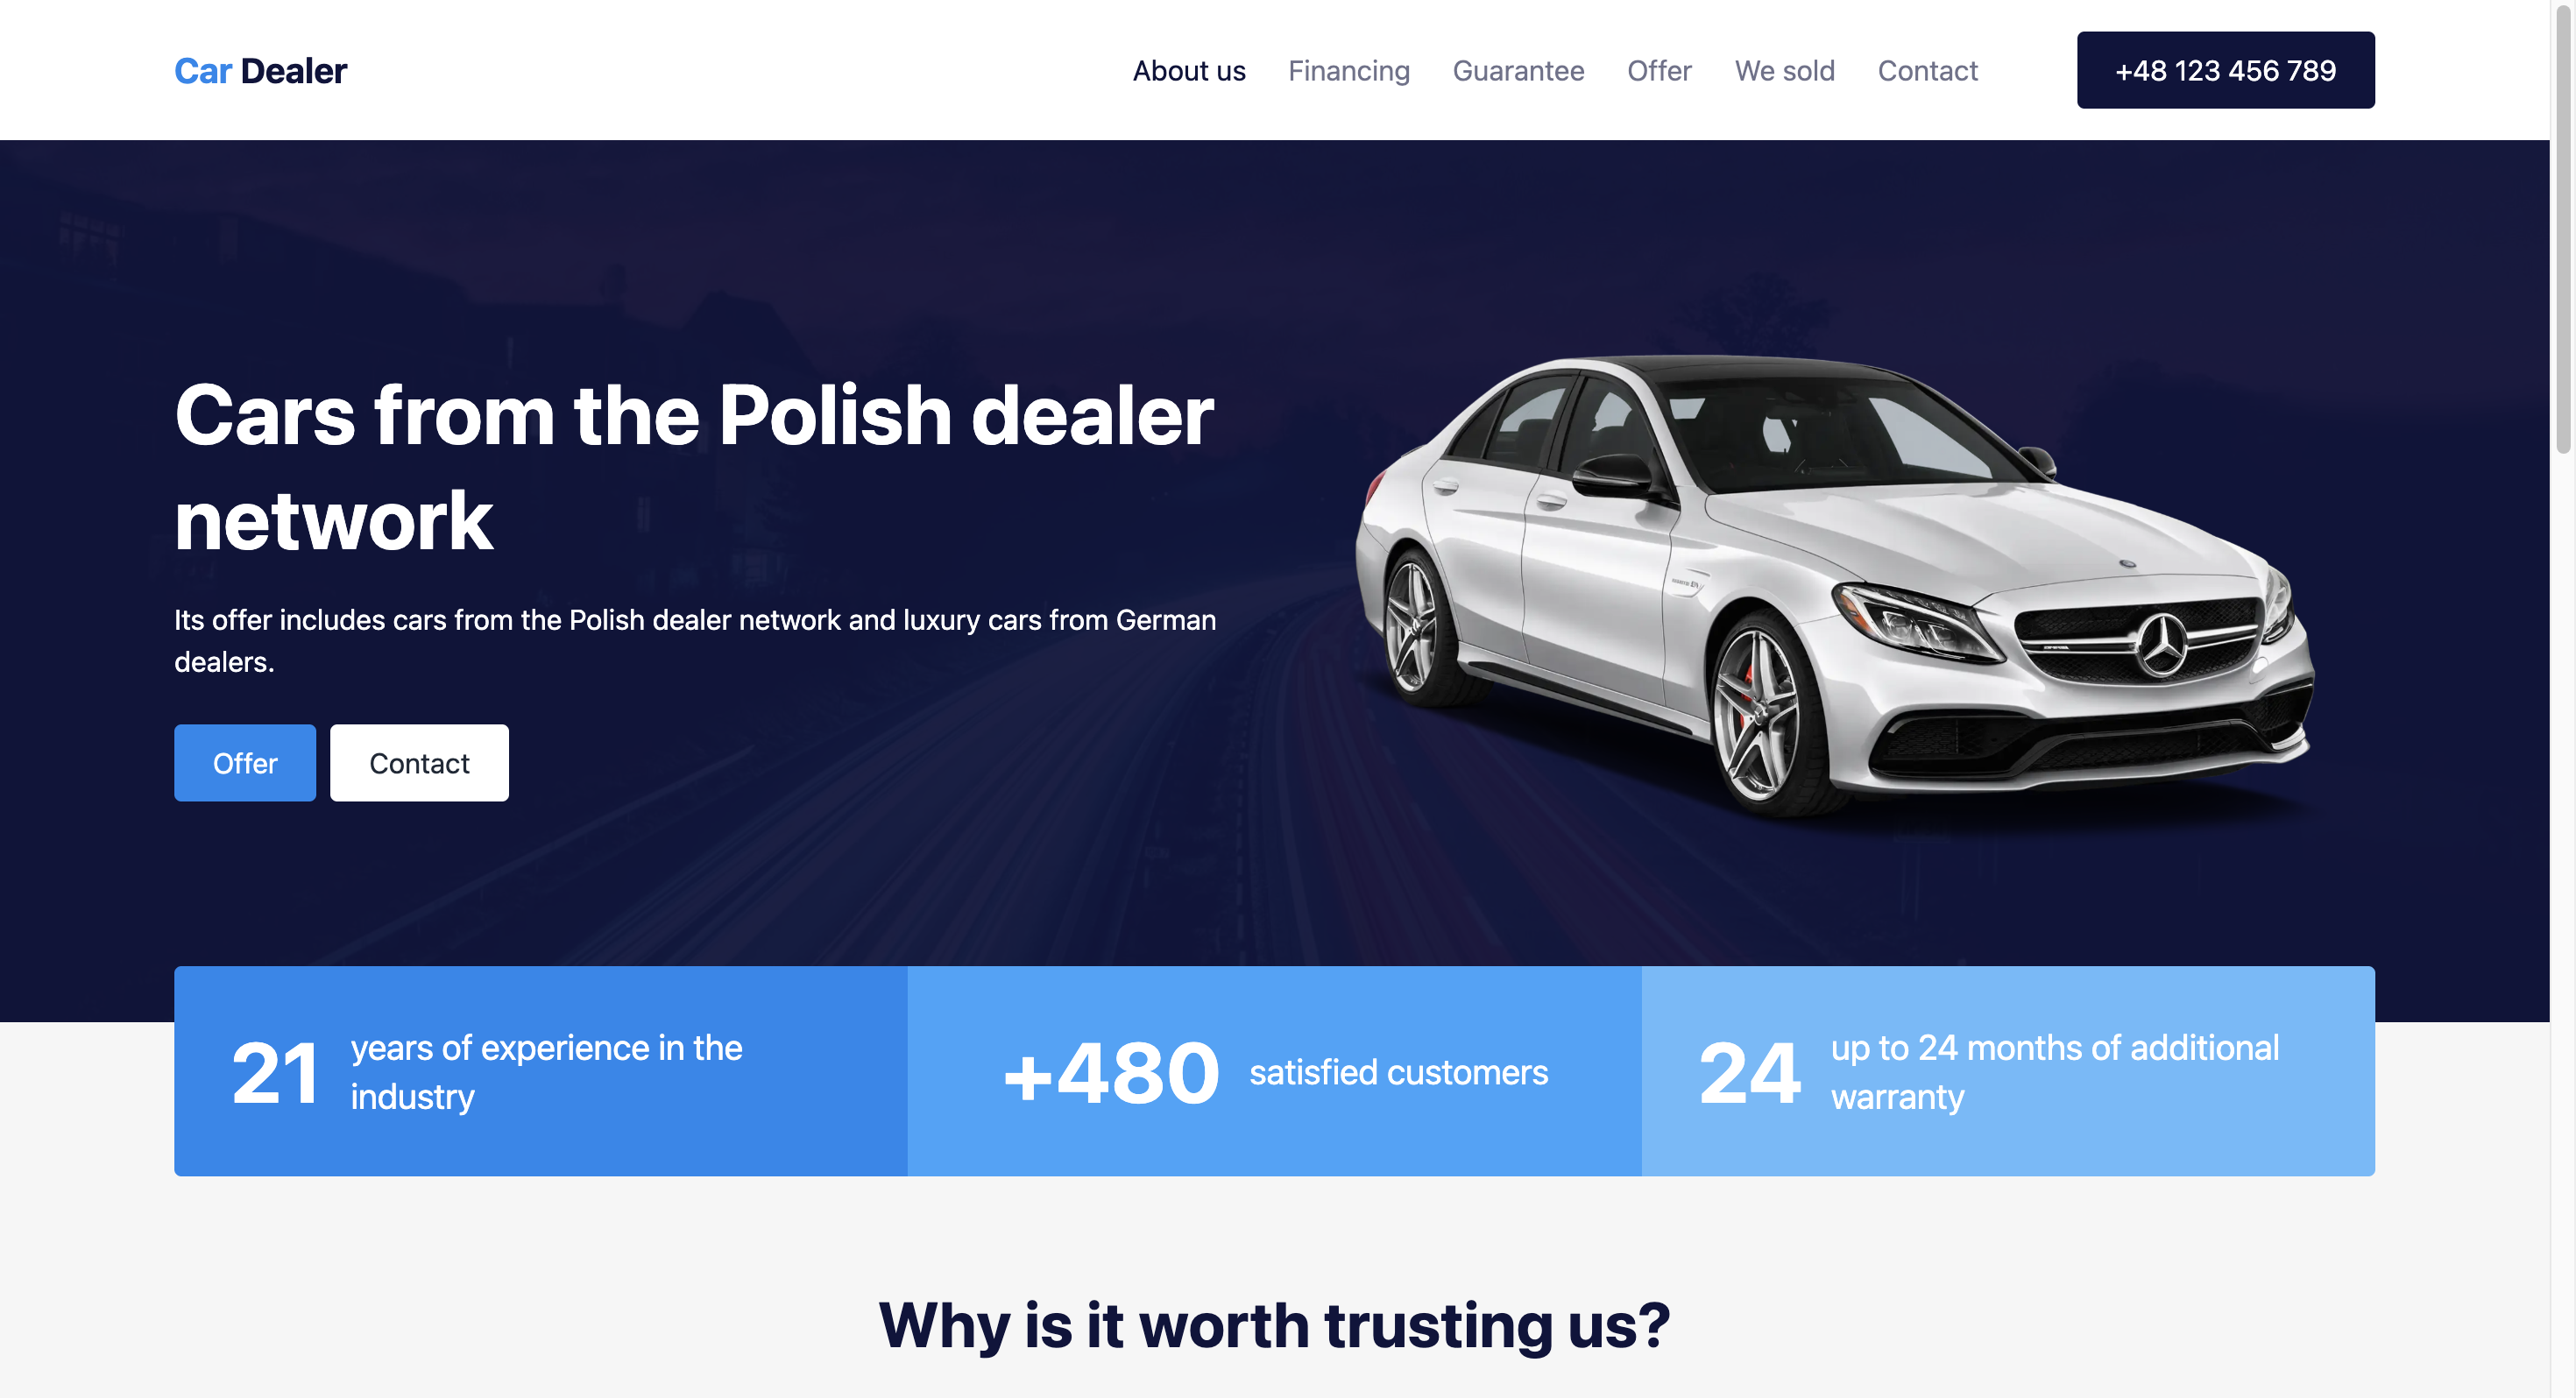 Car Dealer
About us
Financing
Guarantee
Offer
We sold
Contact
+48 123 456 789
Cars from the Polish dealer
network
Its offer includes cars from the Polish dealer network and luxury cars from German
dealers.
Offer
Contact
21
years of experience in the
industry
+480
satisfied customers
24
up to 24 months of additional
warranty
Why is it worth trusting us?